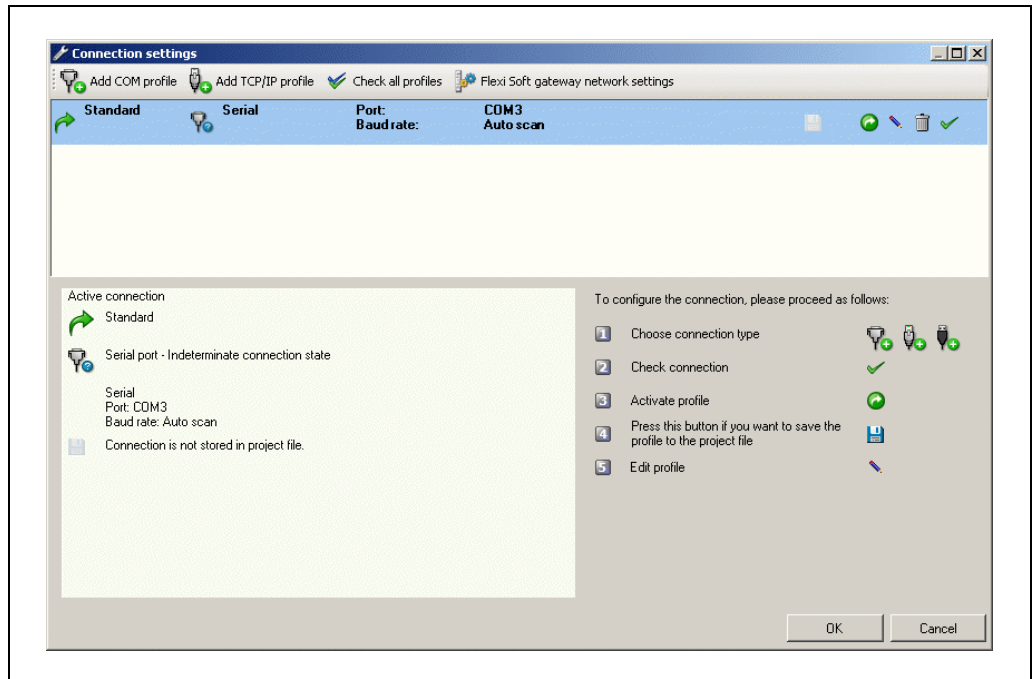 Connection settings
Add COM profile Add TCP/IP profile Check all profiles Flexi Soft gateway network settings
Standard Serial Port: COM3
Baud rate: Auto scan
Active connection
Standard
Serial port - Indeterminate connection state
Serial
Port: COM3
Baud rate: Auto scan
Connection is not stored in project file.
To configure the connection, please proceed as follows:
1 Choose connection type
2 Check connection
3 Activate profile
4 Press this button if you want to save the
profile to the project file
5 Edit profile
OK Cancel